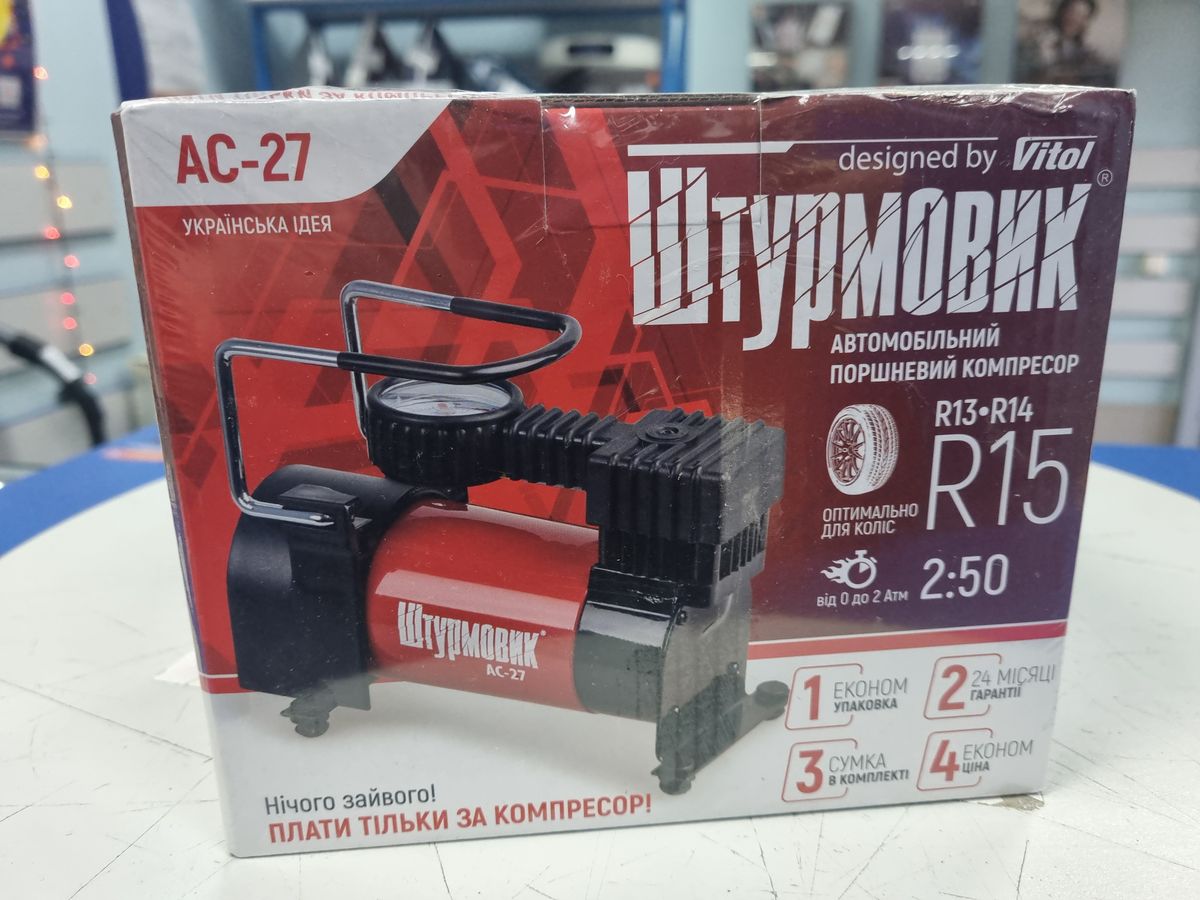 АС-27
УКРАЇНСЬКА ІДЕЯ
designed by Vitol
Штурмовик®
АВТОМОБІЛЬНИЙ
ПОРШНЕВИЙ КОМПРЕСОР
R13•R14
R15
ОПТИМАЛЬНО
ДЛЯ КОЛІС
від 0 до 2 Атм 2:50
Штурмовик®
АС-27
1 ЕКОНОМ
УПАКОВКА
2 24 МІСЯЦІ
ГАРАНТІЇ
3 СУМКА
В КОМПЛЕКТІ
4 ЕКОНОМ
ЦІНА
Нічого зайвого!
ПЛАТИ ТІЛЬКИ ЗА КОМПРЕСОР!